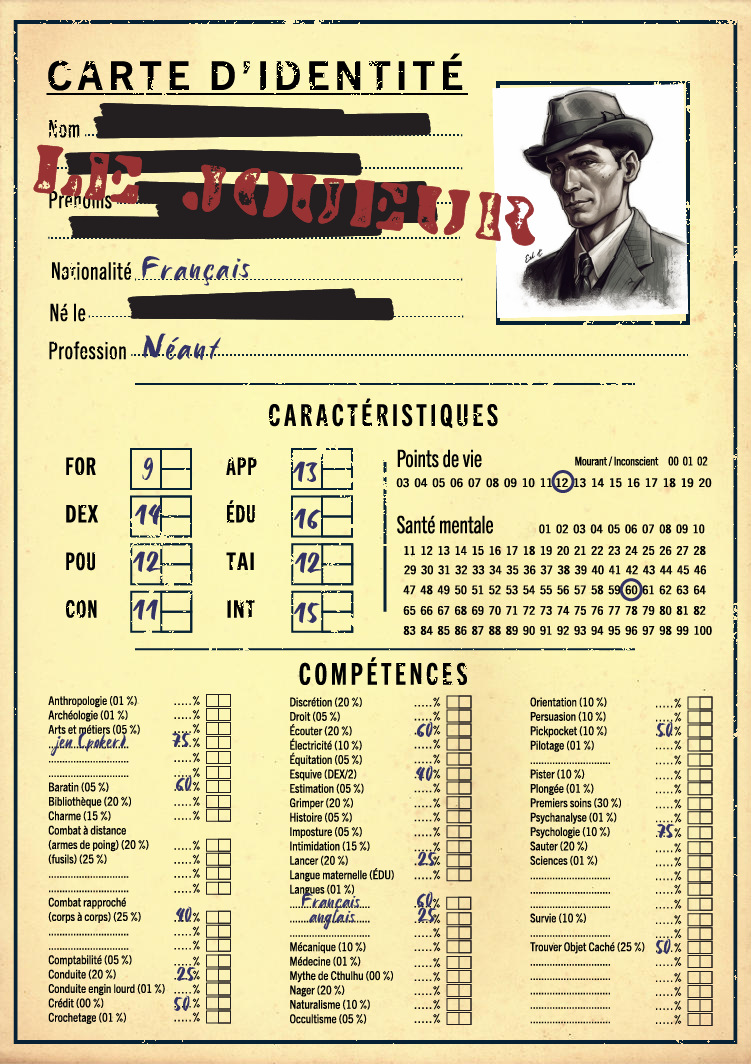 CARTE D'IDENTITÉ
Nom
LE JOUEUR
Prénoms
Nationalité Français
Né le
Profession Néant
CARACTÉRISTIQUES
FOR 9 APP 13
DEX 14 ÉDU 16
POU 12 TAI 12
CON 11 INT 15
Points de vie Mourant / Inconscient 00 01 02
03 04 05 06 07 08 09 10 11 12 13 14 15 16 17 18 19 20
Santé mentale 01 02 03 04 05 06 07 08 09 10
11 12 13 14 15 16 17 18 19 20 21 22 23 24 25 26 27 28
29 30 31 32 33 34 35 36 37 38 39 40 41 42 43 44 45 46
47 48 49 50 51 52 53 54 55 56 57 58 59 60 61 62 63 64
65 66 67 68 69 70 71 72 73 74 75 76 77 78 79 80 81 82
83 84 85 86 87 88 89 90 91 92 93 94 95 96 97 98 99 100
COMPÉTENCES
Anthropologie (01 %) .....%
Archéologie (01 %) .....%
Arts et métiers (05 %)
jeu (poker) 75%
.....%
.....%
Baratin (05 %) 60%
Bibliothèque (20 %) .....%
Charme (15 %) .....%
Combat à distance
(armes de poing) (20 %) .....%
(fusils) (25 %) .....%
.....%
.....%
Combat rapproché
(corps à corps) (25 %) 40%
.....%
.....%
Comptabilité (05 %) .....%
Conduite (20 %) 25%
Conduite engin lourd (01 %) .....%
Crédit (00 %) 50%
Crochetage (01 %) .....%
Discrétion (20 %) .....%
Droit (05 %) .....%
Écouter (20 %) 60%
Électricité (10 %) .....%
Équitation (05 %) .....%
Esquive (DEX/2) 40%
Estimation (05 %) .....%
Grimper (20 %) .....%
Histoire (05 %) .....%
Imposture (05 %) .....%
Intimidation (15 %) .....%
Lancer (20 %) 25%
Langue maternelle (ÉDU) .....%
Langues (01 %)
Français 60%
anglais 25%
.....%
Mécanique (10 %) .....%
Médecine (01 %) .....%
Mythe de Cthulhu (00 %) .....%
Nager (20 %) .....%
Naturalisme (10 %) .....%
Occultisme (05 %) .....%
Orientation (10 %) .....%
Persuasion (10 %) .....%
Pickpocket (10 %) 50%
Pilotage (01 %) .....%
.....%
Pister (10 %) .....%
Plongée (01 %) .....%
Premiers soins (30 %) .....%
Psychanalyse (01 %) .....%
Psychologie (10 %) 75%
Sauter (20 %) .....%
Sciences (01 %) .....%
.....%
.....%
.....%
Survie (10 %) .....%
.....%
Trouver Objet Caché (25 %) 50%
.....%
.....%
.....%
.....%
.....%